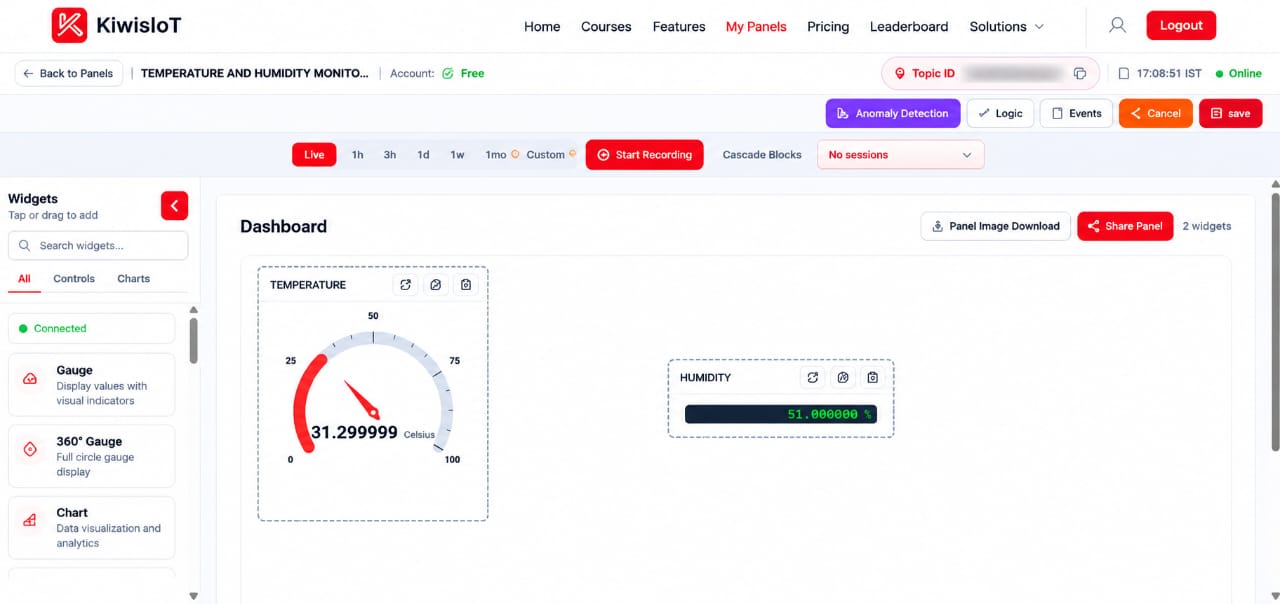 KiwisIoT
Home Courses Features My Panels Pricing Leaderboard Solutions Logout
Back to Panels | TEMPERATURE AND HUMIDITY MONITO... | Account: Free Topic ID 17:08:51 IST Online
Anomaly Detection Logic Events Cancel save
Live 1h 3h 1d 1w 1mo Custom Start Recording Cascade Blocks No sessions
Widgets
Tap or drag to add
Search widgets...
All Controls Charts
Connected
Gauge
Display values with
visual indicators
360° Gauge
Full circle gauge
display
Chart
Data visualization and
analytics
Dashboard
Panel Image Download Share Panel 2 widgets
TEMPERATURE
50
25 75
31.299999 Celsius
0 100
HUMIDITY
51.000000 %